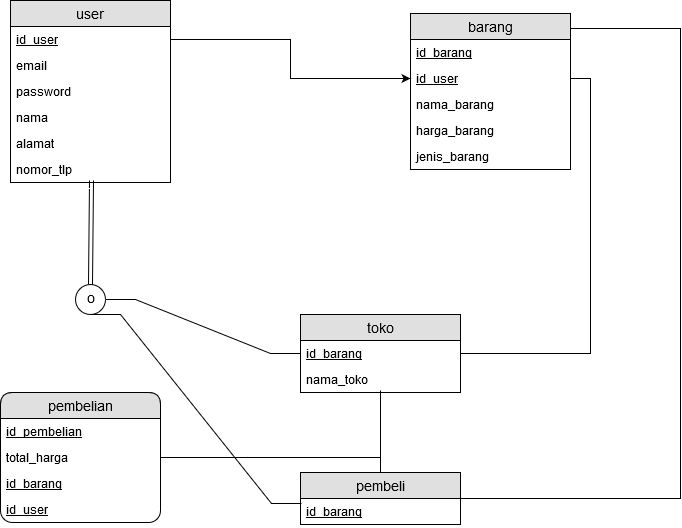 user
id_user
email
password
nama
alamat
nomor_tlp
barang
id_barang
id_user
nama_barang
harga_barang
jenis_barang
o
toko
id_barang
nama_toko
pembelian
id_pembelian
total_harga
id_barang
id_user
pembeli
id_barang